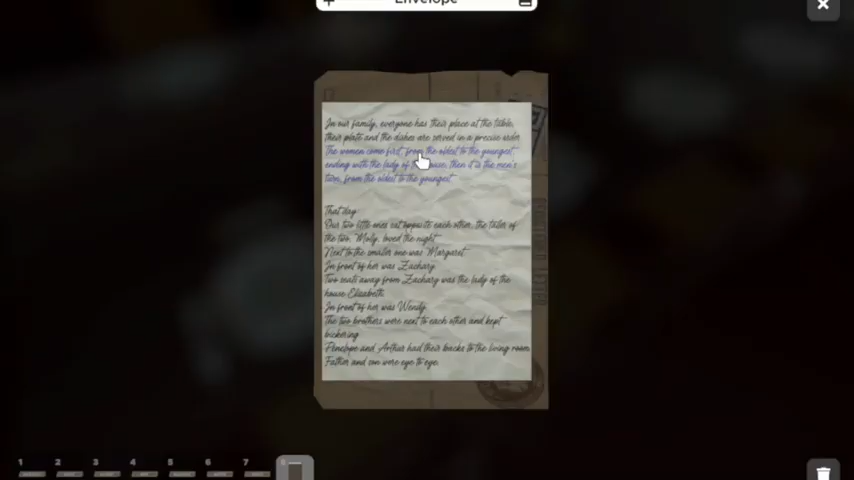 Envelope
In our family, everyone has their place at the table,
their plate and the dishes are served in a precise order
The women come first, from the oldest to the youngest,
ending with the lady of the house, then it is the men's
turn, from the oldest to the youngest
That day:
Our two little ones sat opposite each other, the taller of
the two, Molly, loved the night
Next to the smaller one was Margaret
In front of her was Zachary
Two seats away from Zachary was the lady of the
house Elizabeth
In front of her was Wendy
The two brothers were next to each other and kept
bickering
Penelope and Arthur had their backs to the living room
Father and son were eye to eye.
1 2 3 4 5 6 7